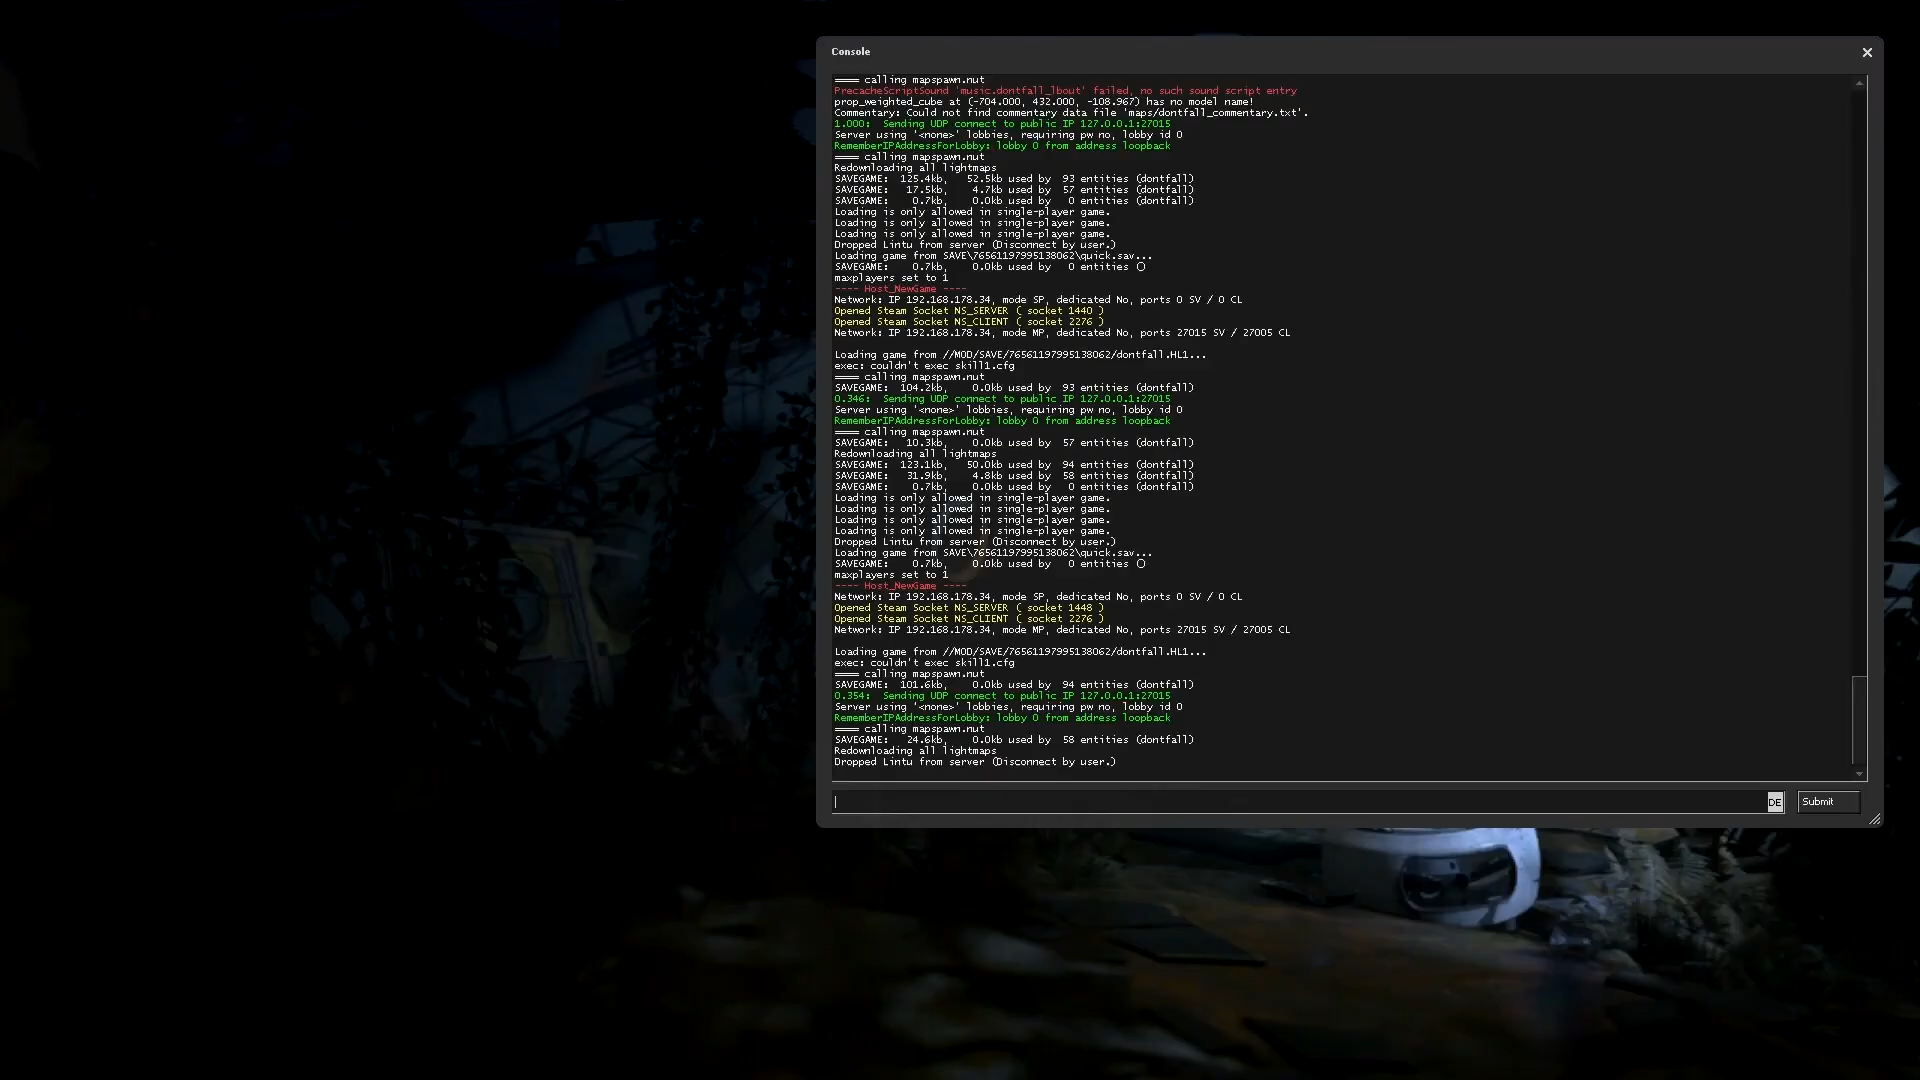 Console
==== calling mapspawn.nut
PrecacheScriptSound 'music.dontfall_lbout' failed, no such sound script entry
prop_weighted_cube at (-704.000, 432.000, -108.967) has no model name!
Commentary: Could not find commentary data file 'maps/dontfall_commentary.txt'.
1.000:  Sending UDP connect to public IP 127.0.0.1:27015
Server using '<none>' lobbies, requiring pw no, lobby id 0
RememberIPAddressForLobby: lobby 0 from address loopback
==== calling mapspawn.nut
Redownloading all lightmaps
SAVEGAME:  125.4kb,   52.5kb used by  93 entities (dontfall)
SAVEGAME:   17.5kb,    4.7kb used by  57 entities (dontfall)
SAVEGAME:    0.7kb,    0.0kb used by   0 entities (dontfall)
Loading is only allowed in single-player game.
Loading is only allowed in single-player game.
Loading is only allowed in single-player game.
Dropped Lintu from server (Disconnect by user.)
Loading game from SAVE\76561197995138062\quick.sav...
SAVEGAME:    0.7kb,    0.0kb used by   0 entities ()
maxplayers set to 1
---- Host_NewGame ----
Network: IP 192.168.178.34, mode SP, dedicated No, ports 0 SV / 0 CL
Opened Steam Socket NS_SERVER ( socket 1440 )
Opened Steam Socket NS_CLIENT ( socket 2276 )
Network: IP 192.168.178.34, mode MP, dedicated No, ports 27015 SV / 27005 CL
Loading game from //MOD/SAVE/76561197995138062/dontfall.HL1...
exec: couldn't exec skill1.cfg
==== calling mapspawn.nut
SAVEGAME:  104.2kb,    0.0kb used by  93 entities (dontfall)
0.346:  Sending UDP connect to public IP 127.0.0.1:27015
Server using '<none>' lobbies, requiring pw no, lobby id 0
RememberIPAddressForLobby: lobby 0 from address loopback
==== calling mapspawn.nut
SAVEGAME:   10.3kb,    0.0kb used by  57 entities (dontfall)
Redownloading all lightmaps
SAVEGAME:  123.1kb,   50.0kb used by  94 entities (dontfall)
SAVEGAME:   31.9kb,    4.8kb used by  58 entities (dontfall)
SAVEGAME:    0.7kb,    0.0kb used by   0 entities (dontfall)
Loading is only allowed in single-player game.
Loading is only allowed in single-player game.
Loading is only allowed in single-player game.
Loading is only allowed in single-player game.
Dropped Lintu from server (Disconnect by user.)
Loading game from SAVE\76561197995138062\quick.sav...
SAVEGAME:    0.7kb,    0.0kb used by   0 entities ()
maxplayers set to 1
---- Host_NewGame ----
Network: IP 192.168.178.34, mode SP, dedicated No, ports 0 SV / 0 CL
Opened Steam Socket NS_SERVER ( socket 1448 )
Opened Steam Socket NS_CLIENT ( socket 2276 )
Network: IP 192.168.178.34, mode MP, dedicated No, ports 27015 SV / 27005 CL
Loading game from //MOD/SAVE/76561197995138062/dontfall.HL1...
exec: couldn't exec skill1.cfg
==== calling mapspawn.nut
SAVEGAME:  101.6kb,    0.0kb used by  94 entities (dontfall)
0.354:  Sending UDP connect to public IP 127.0.0.1:27015
Server using '<none>' lobbies, requiring pw no, lobby id 0
RememberIPAddressForLobby: lobby 0 from address loopback
==== calling mapspawn.nut
SAVEGAME:   24.6kb,    0.0kb used by  58 entities (dontfall)
Redownloading all lightmaps
Dropped Lintu from server (Disconnect by user.)
DE
Submit